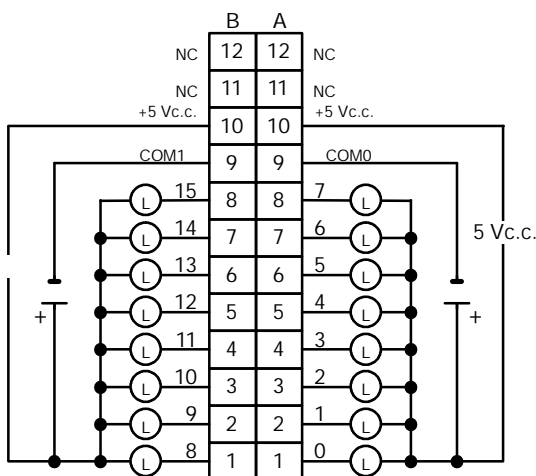 B A
NC 12 12 NC
NC 11 11 NC
+5 Vc.c. 10 10 +5 Vc.c.
COM1 9 9 COM0
L 15 8 8 7 L
L 14 7 7 6 L
5 Vc.c.
L 13 6 6 5 L
+ L 12 5 5 4 L +
L 11 4 4 3 L
L 10 3 3 2 L
L 9 2 2 1 L
L 8 1 1 0 L